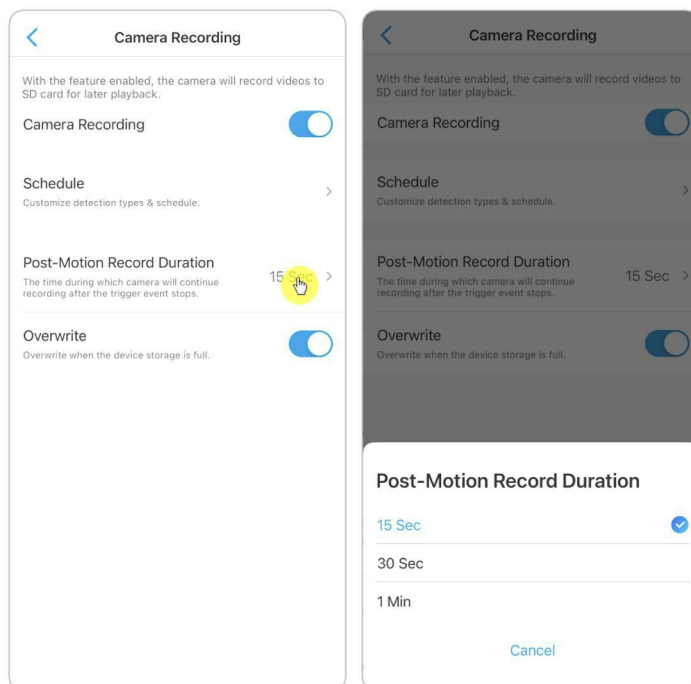 Camera Recording
With the feature enabled, the camera will record videos to
SD card for later playback.
Camera Recording
Schedule
Customize detection types & schedule.
Post-Motion Record Duration
15 Sec
The time during which camera will continue
recording after the trigger event stops.
Overwrite
Overwrite when the device storage is full.
Camera Recording
With the feature enabled, the camera will record videos to
SD card for later playback.
Camera Recording
Schedule
Customize detection types & schedule.
Post-Motion Record Duration
15 Sec
The time during which camera will continue
recording after the trigger event stops.
Overwrite
Overwrite when the device storage is full.
Post-Motion Record Duration
15 Sec
30 Sec
1 Min
Cancel